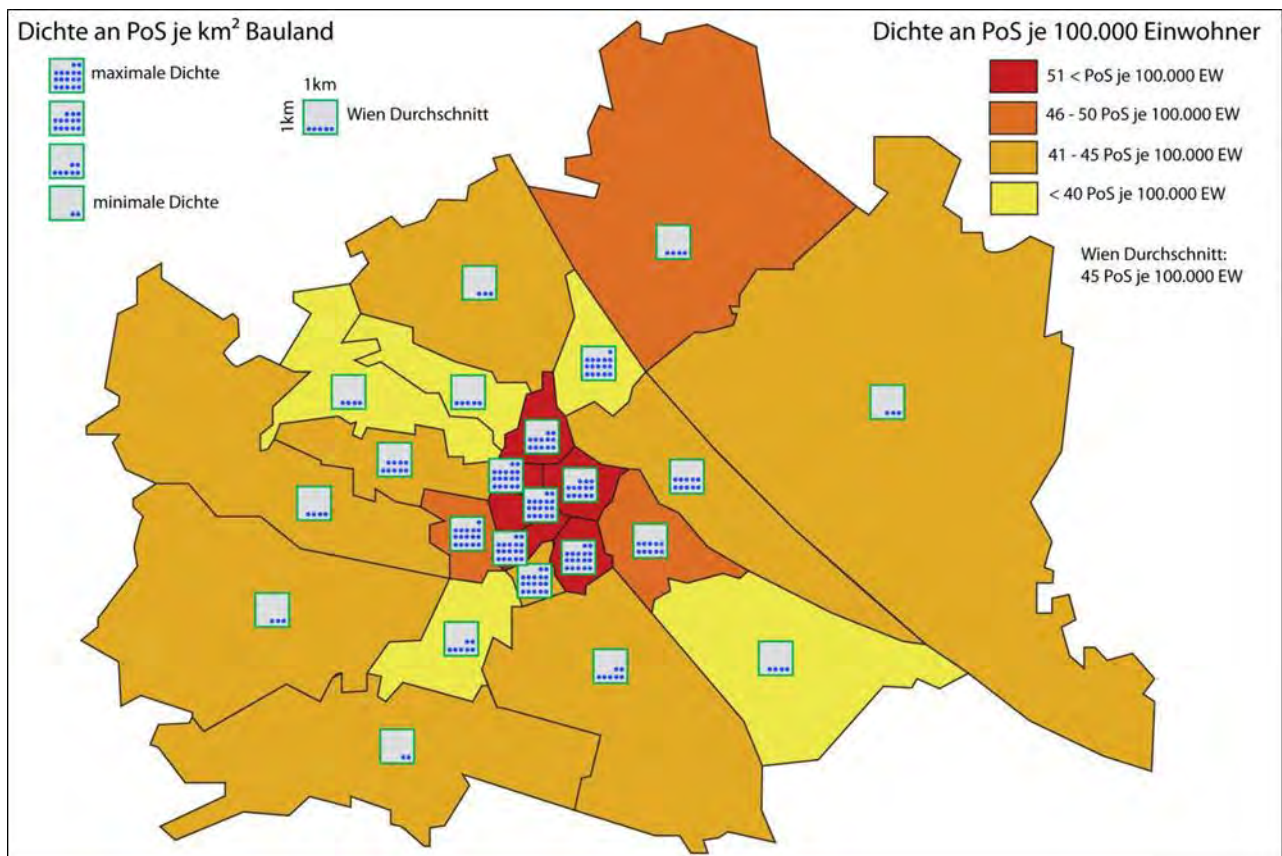 Dichte an PoS je km² Bauland
maximale Dichte
minimale Dichte
1km
1km
Wien Durchschnitt
Dichte an PoS je 100.000 Einwohner
51 < PoS je 100.000 EW
46 - 50 PoS je 100.000 EW
41 - 45 PoS je 100.000 EW
< 40 PoS je 100.000 EW
Wien Durchschnitt:
45 PoS je 100.000 EW